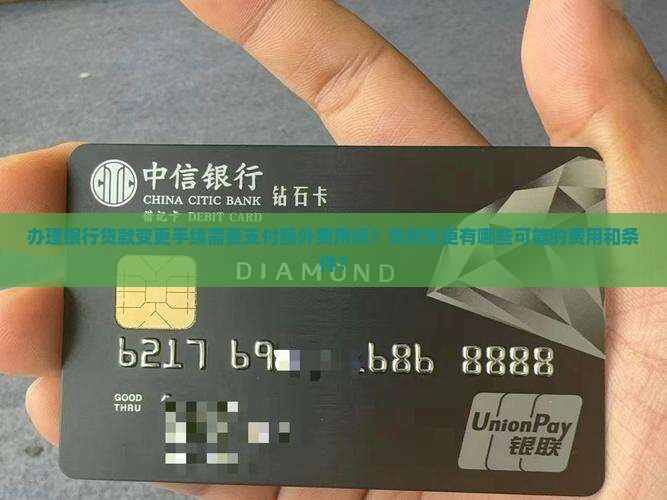 中信银行
CHINA CITIC BANK
钻石卡
借记卡 DEBIT CARD
办理银行贷款变更手续需要支付额外费用吗？贷款变更有哪些可能的费用和条
件？
DIAMOND
6217 69 686 8888
GOOD
THRU
UnionPay
银联